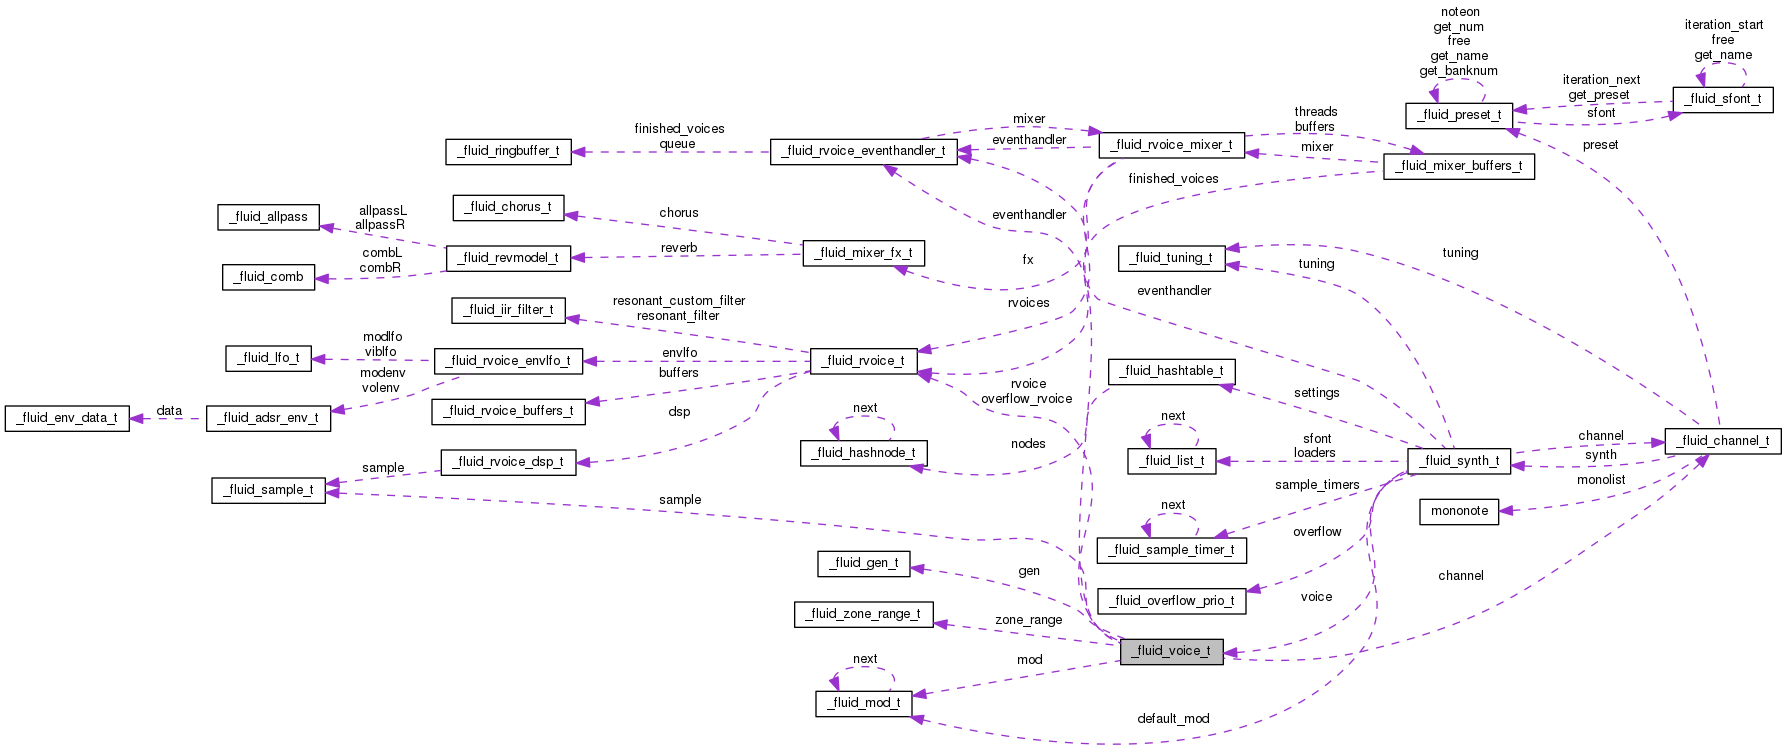 noteon
get_num
free
get_name
get_banknum
iteration_start
free
get_name
_fluid_sfont_t
iteration_next
get_preset
sfont
_fluid_preset_t
threads
buffers
mixer
mixer
eventhandler
_fluid_rvoice_mixer_t
_fluid_mixer_buffers_t
finished_voices
queue
_fluid_ringbuffer_t
_fluid_rvoice_eventhandler_t
preset
finished_voices
_fluid_allpass
allpassL
allpassR
_fluid_chorus_t
chorus
eventhandler
combL
combR
_fluid_comb
_fluid_revmodel_t
reverb
_fluid_mixer_fx_t
fx
_fluid_tuning_t
tuning
tuning
eventhandler
_fluid_iir_filter_t
resonant_custom_filter
resonant_filter
rvoices
modlfo
viblfo
_fluid_lfo_t
_fluid_rvoice_envlfo_t
envlfo
_fluid_rvoice_t
buffers
modenv
volenv
_fluid_env_data_t
data
_fluid_adsr_env_t
_fluid_rvoice_buffers_t
dsp
rvoice
overflow_rvoice
_fluid_hashtable_t
settings
next
_fluid_hashnode_t
nodes
next
_fluid_list_t
sfont
loaders
_fluid_synth_t
channel
synth
_fluid_channel_t
_fluid_rvoice_dsp_t
sample
_fluid_sample_t
sample
sample_timers
monolist
mononote
next
_fluid_sample_timer_t
overflow
_fluid_gen_t
gen
_fluid_overflow_prio_t
voice
channel
_fluid_zone_range_t
zone_range
_fluid_voice_t
next
mod
_fluid_mod_t
default_mod